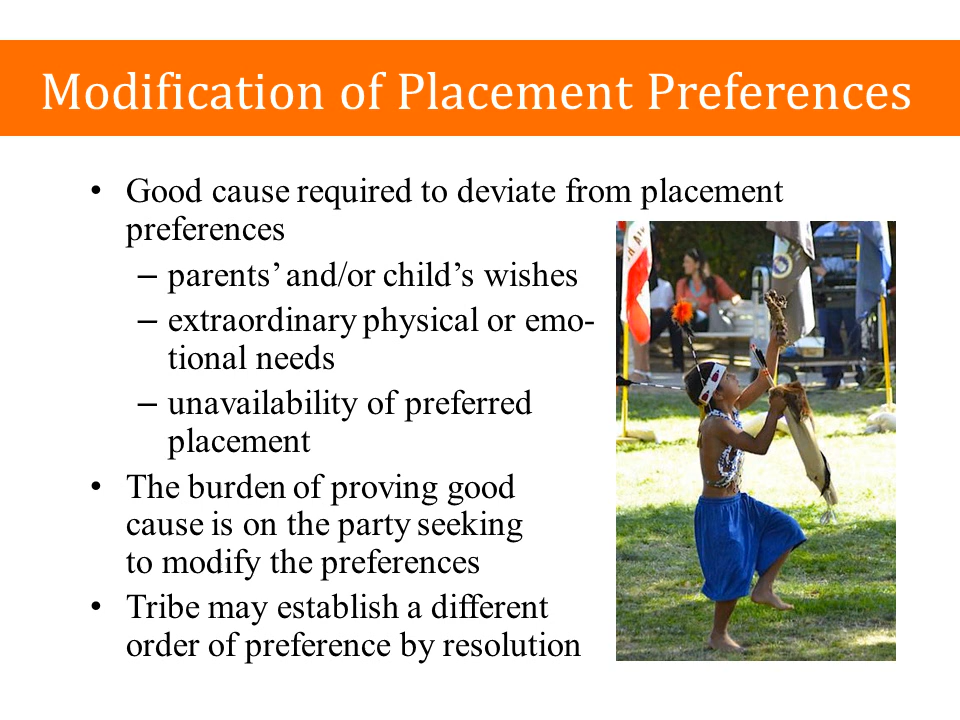 Modification of Placement Preferences
• Good cause required to deviate from placement
preferences
– parents’ and/or child’s wishes
– extraordinary physical or emo-
tional needs
– unavailability of preferred
placement
• The burden of proving good
cause is on the party seeking
to modify the preferences
• Tribe may establish a different
order of preference by resolution